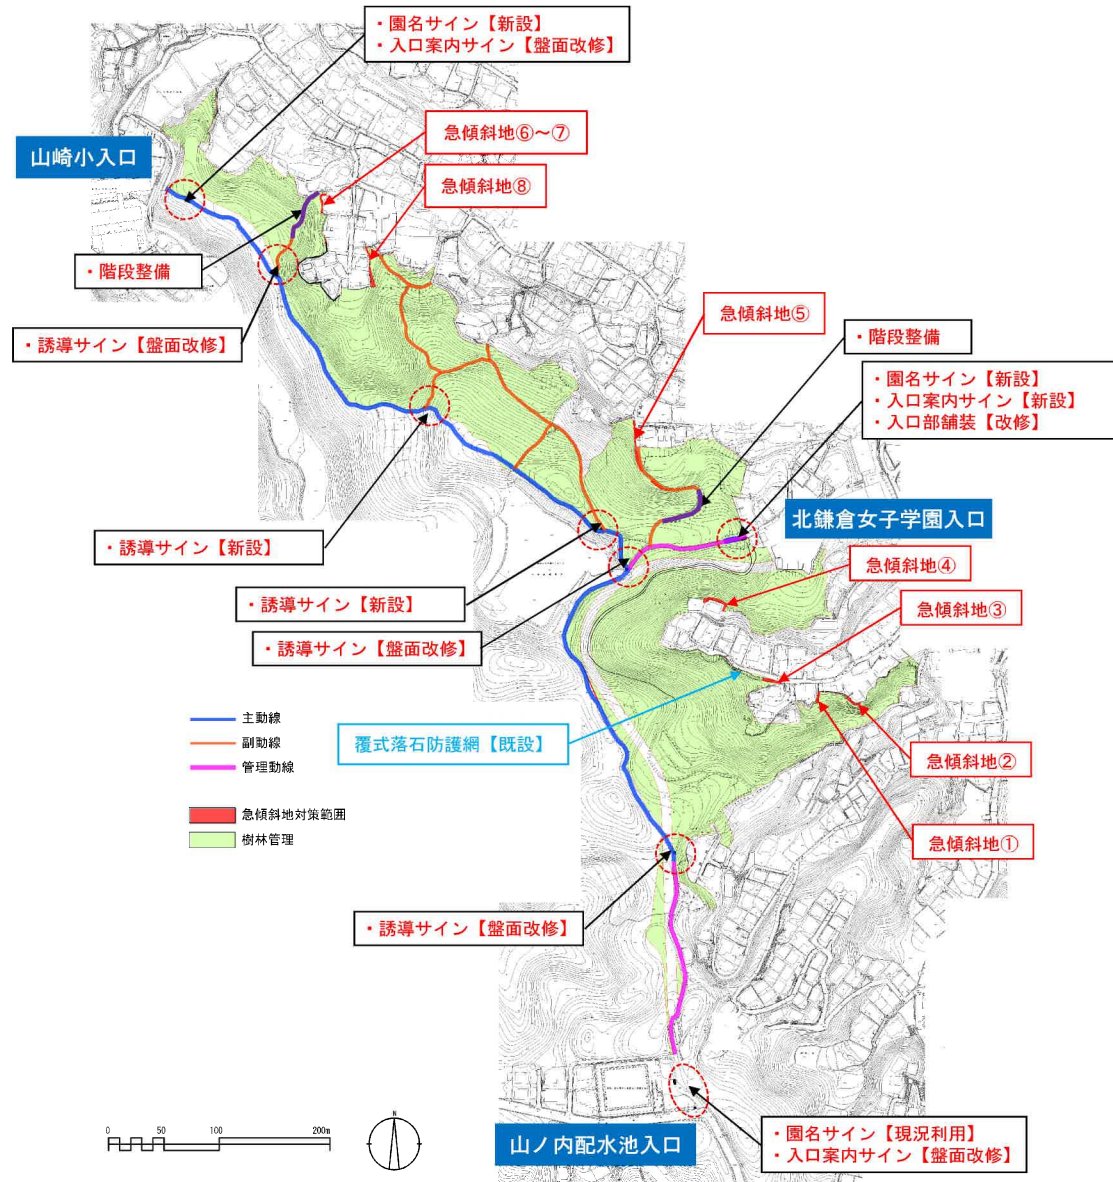 ・園名サイン【新設】
・入口案内サイン【盤面改修】
山崎小入口
急傾斜地⑥～⑦
急傾斜地⑧
・階段整備
急傾斜地⑤
・階段整備
・誘導サイン【盤面改修】
・園名サイン【新設】
・入口案内サイン【新設】
・入口部舗装【改修】
北鎌倉女子学園入口
・誘導サイン【新設】
急傾斜地④
・誘導サイン【新設】
急傾斜地③
・誘導サイン【盤面改修】
主動線
副動線
管理動線
覆式落石防護網【既設】
急傾斜地②
急傾斜地対策範囲
樹林管理
急傾斜地①
・誘導サイン【盤面改修】
N
0 50 100 200m
山ノ内配水池入口
・園名サイン【現況利用】
・入口案内サイン【盤面改修】